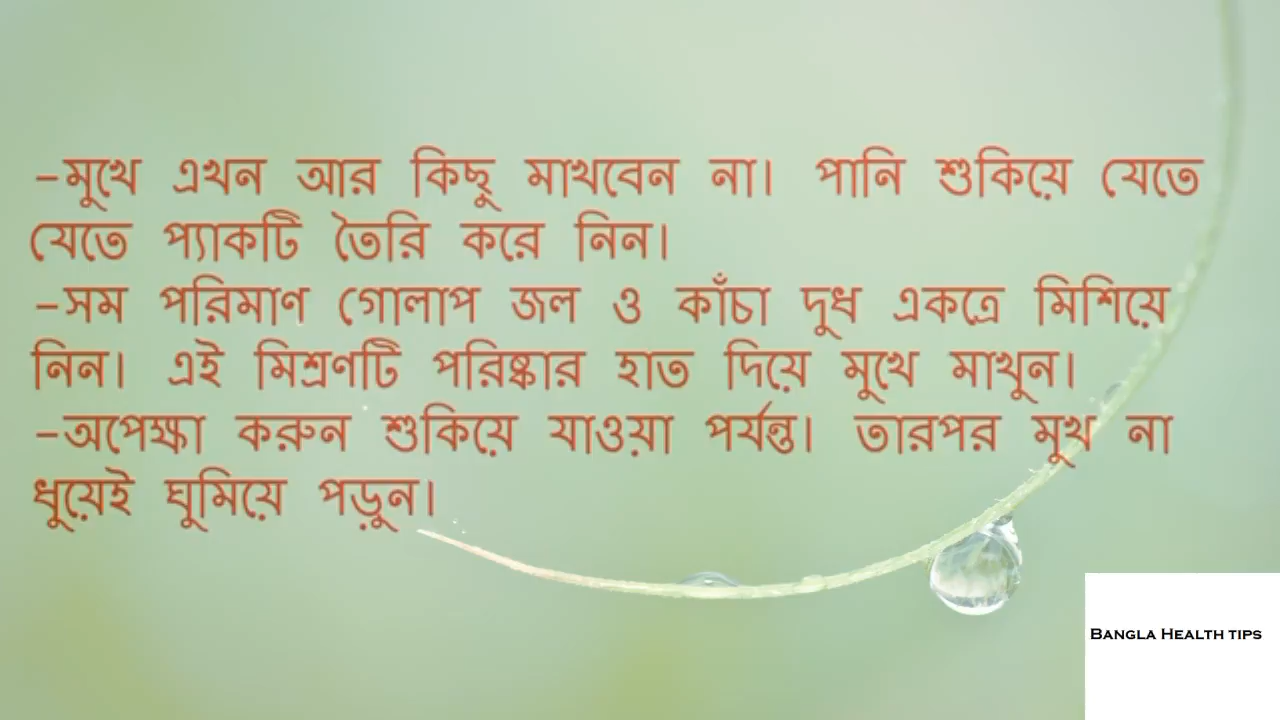 -মুখে এখন আর কিছু মাখবেন না। পানি শুকিয়ে যেতে
যেতে প্যাকটি তৈরি করে নিন।
-সম পরিমাণ গোলাপ জল ও কাঁচা দুধ একত্রে মিশিয়ে
নিন। এই মিশ্রণটি পরিষ্কার হাত দিয়ে মুখে মাখুন।
-অপেক্ষা করুন শুকিয়ে যাওয়া পর্যন্ত। তারপর মুখ না
ধুয়েই ঘুমিয়ে পড়ুন।
BANGLA HEALTH TIPS